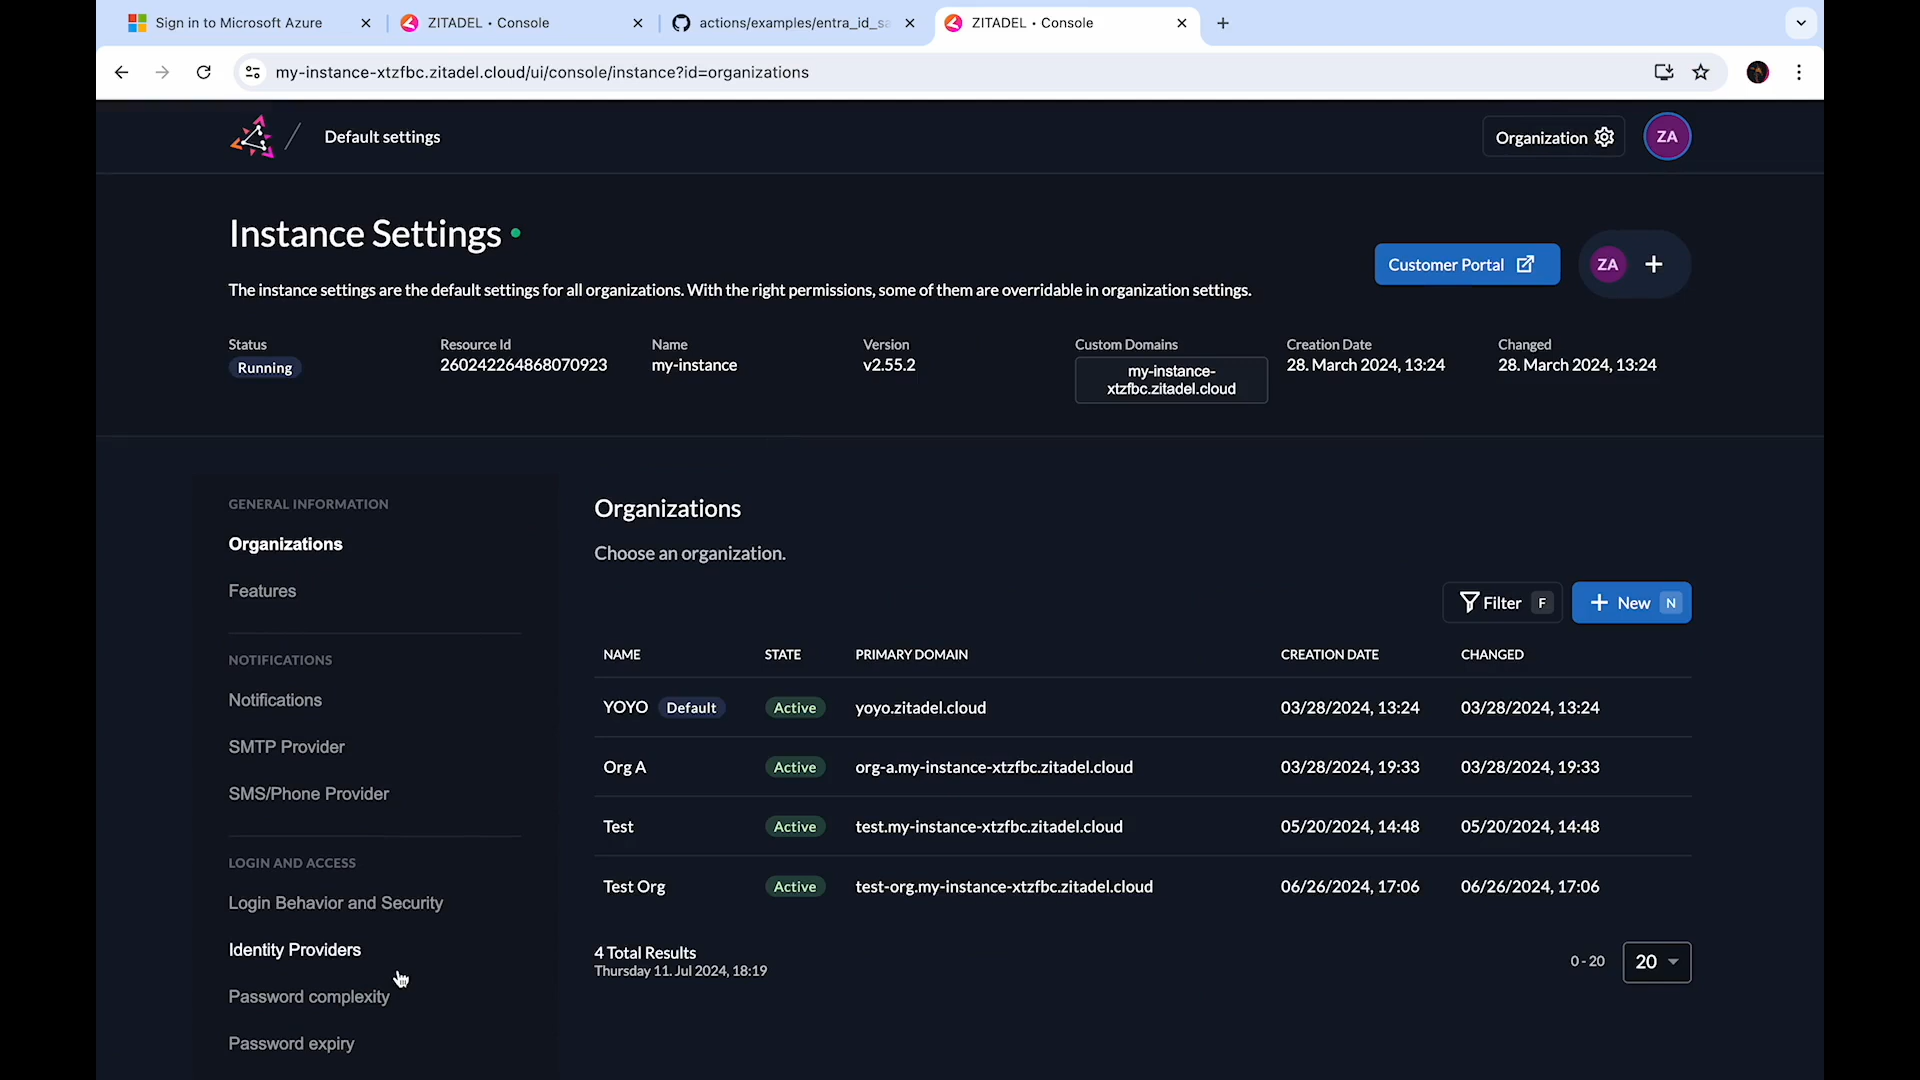 Sign in to Microsoft Azure
ZITADEL • Console
actions/examples/entra_id_sa
ZITADEL • Console
my-instance-xtzfbc.zitadel.cloud/ui/console/instance?id=organizations
Default settings
Organization
ZA
Instance Settings
The instance settings are the default settings for all organizations. With the right permissions, some of them are overridable in organization settings.
Customer Portal
ZA
Status
Running
Resource Id
260242264868070923
Name
my-instance
Version
v2.55.2
Custom Domains
my-instance-
xtzfbc.zitadel.cloud
Creation Date
28. March 2024, 13:24
Changed
28. March 2024, 13:24
GENERAL INFORMATION
Organizations
Features
NOTIFICATIONS
Notifications
SMTP Provider
SMS/Phone Provider
LOGIN AND ACCESS
Login Behavior and Security
Identity Providers
Password complexity
Password expiry
Organizations
Choose an organization.
Filter F
New N
NAME STATE PRIMARY DOMAIN CREATION DATE CHANGED
YOYO Default Active yoyo.zitadel.cloud 03/28/2024, 13:24 03/28/2024, 13:24
Org A Active org-a.my-instance-xtzfbc.zitadel.cloud 03/28/2024, 19:33 03/28/2024, 19:33
Test Active test.my-instance-xtzfbc.zitadel.cloud 05/20/2024, 14:48 05/20/2024, 14:48
Test Org Active test-org.my-instance-xtzfbc.zitadel.cloud 06/26/2024, 17:06 06/26/2024, 17:06
4 Total Results
Thursday 11. Jul 2024, 18:19
0 - 20
20